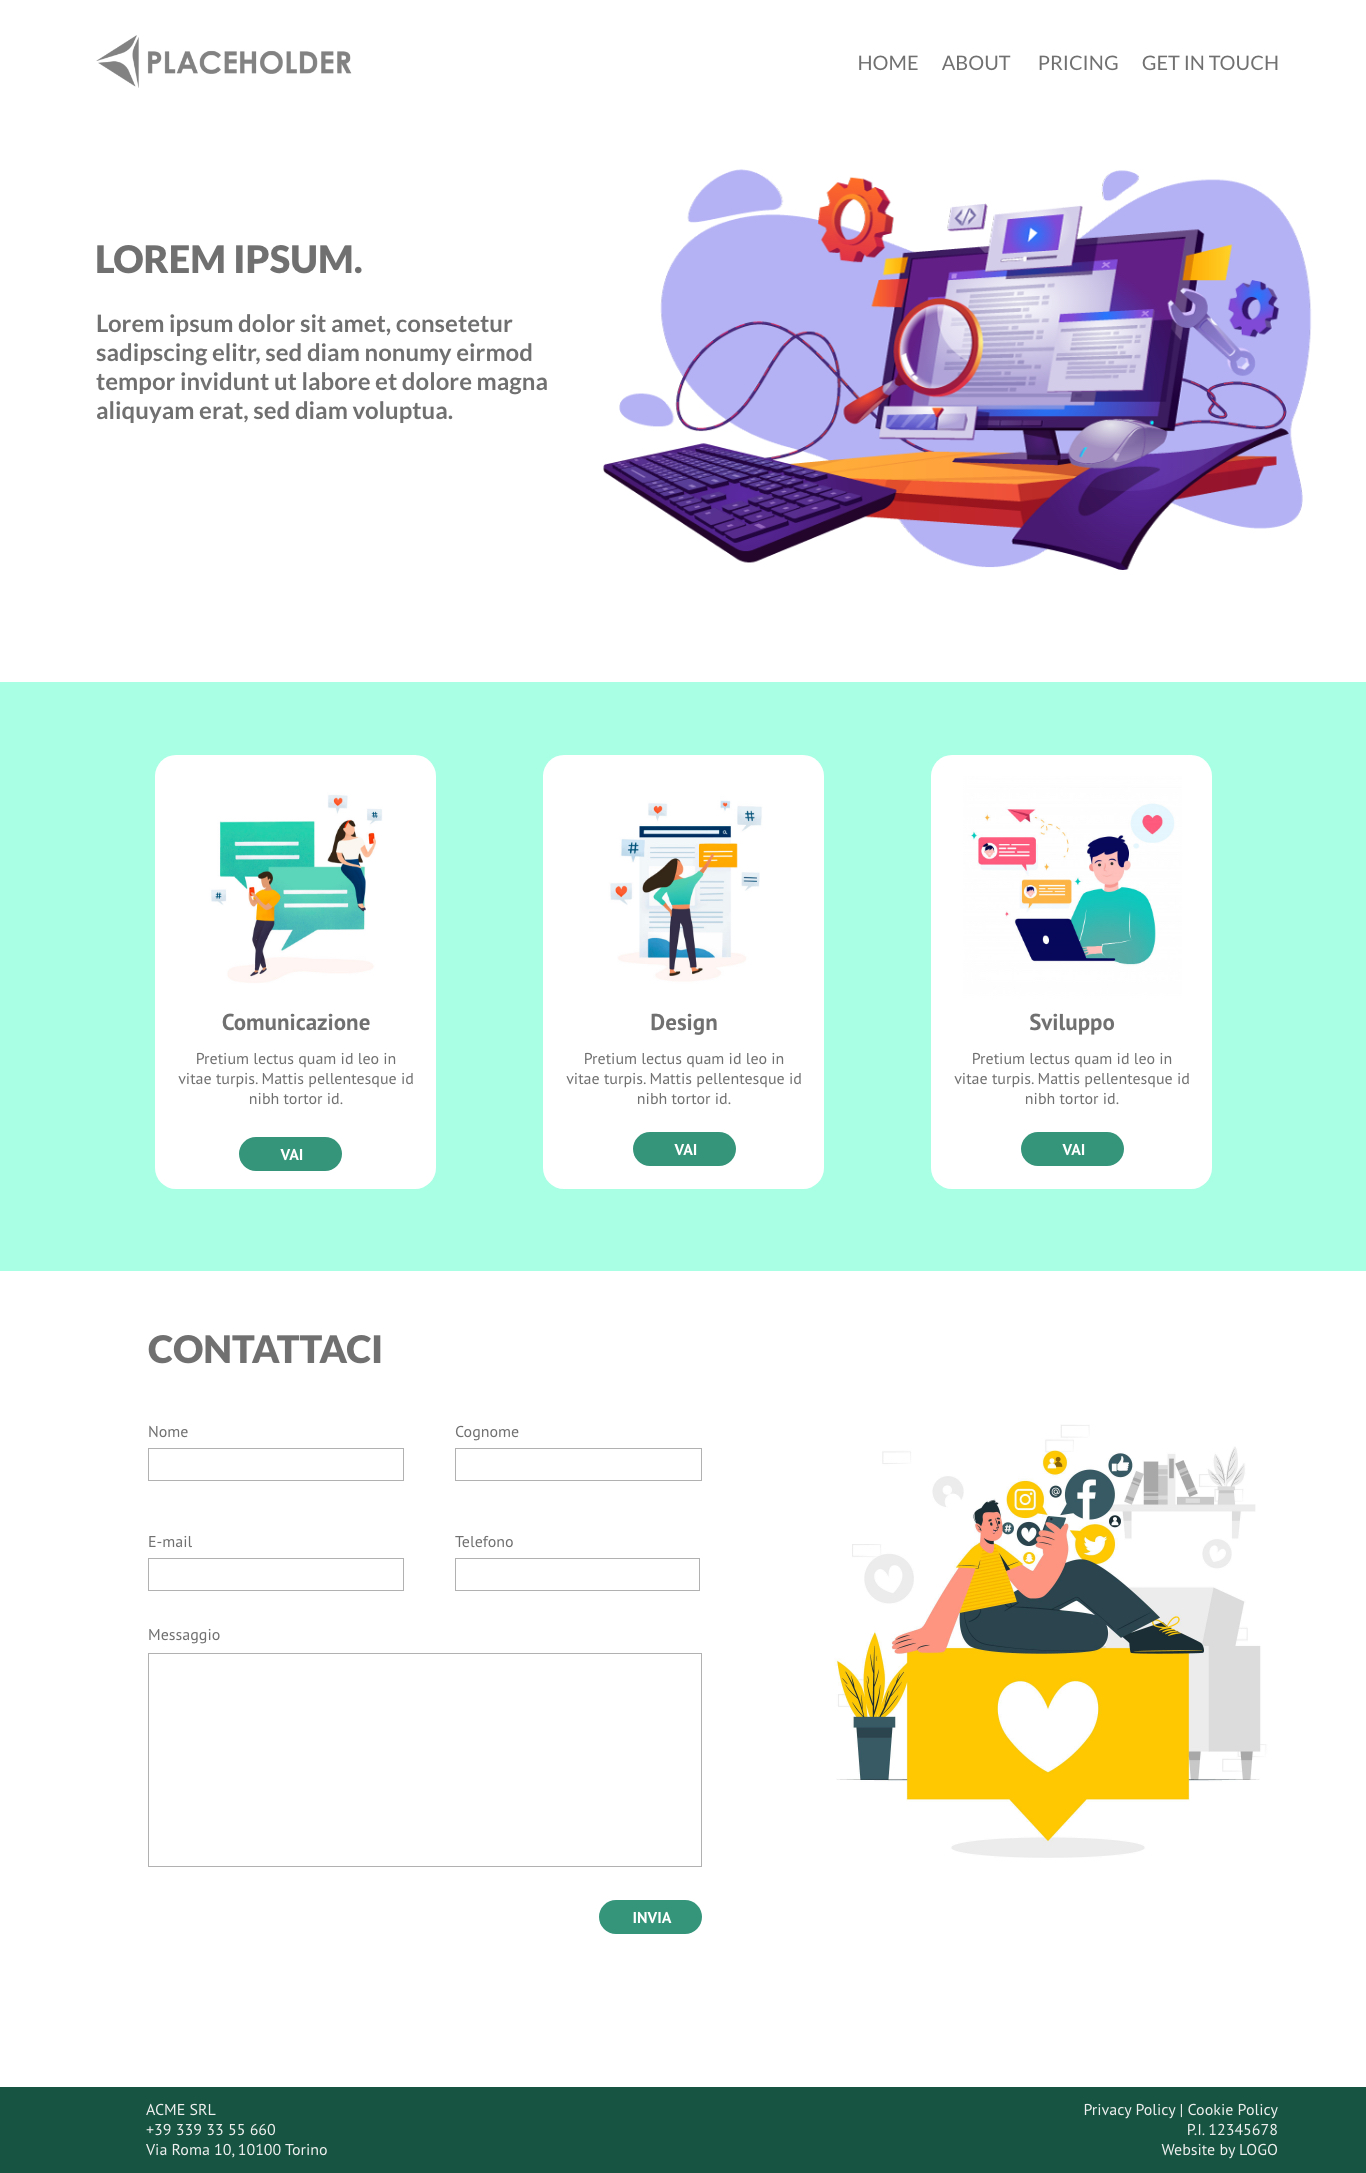 PLACEHOLDER
HOME ABOUT PRICING GET IN TOUCH
LOREM IPSUM.
Lorem ipsum dolor sit amet, consetetur
sadipscing elitr, sed diam nonumy eirmod
tempor invidunt ut labore et dolore magna
aliquyam erat, sed diam voluptua.
Comunicazione
Pretium lectus quam id leo in
vitae turpis. Mattis pellentesque id
nibh tortor id.
VAI
Design
Pretium lectus quam id leo in
vitae turpis. Mattis pellentesque id
nibh tortor id.
VAI
Sviluppo
Pretium lectus quam id leo in
vitae turpis. Mattis pellentesque id
nibh tortor id.
VAI
CONTATTACI
Nome
Cognome
E-mail
Telefono
Messaggio
INVIA
ACME SRL
+39 339 33 55 660
Via Roma 10, 10100 Torino
Privacy Policy | Cookie Policy
P.I. 12345678
Website by LOGO